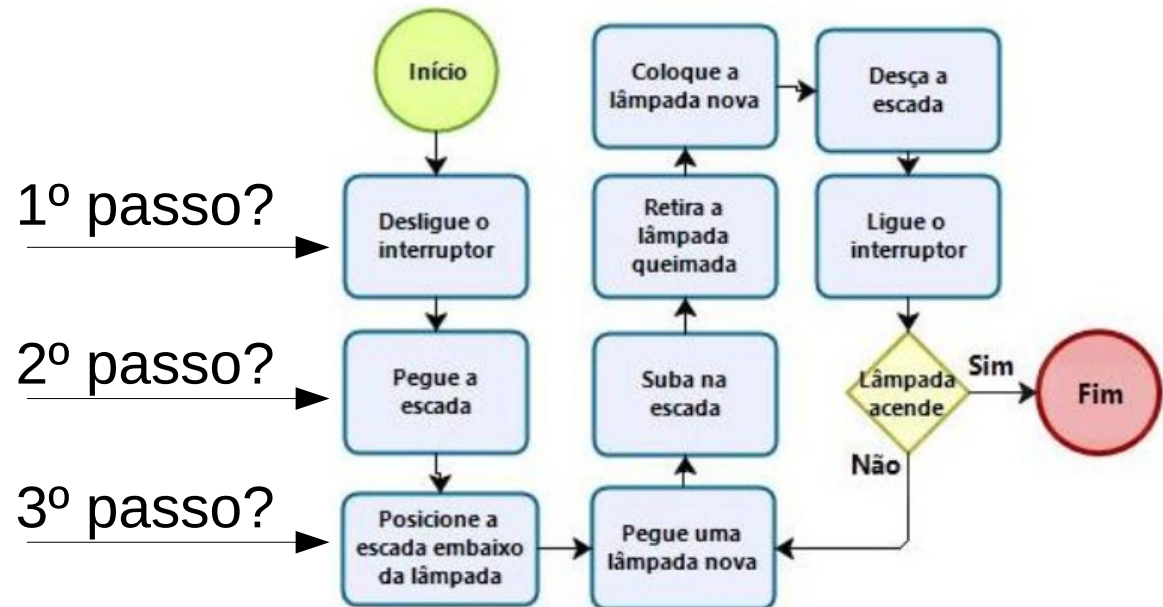 Início
1º passo?
Desligue o
interruptor
2º passo?
Pegue a
escada
3º passo?
Posicione a
escada embaixo
da lâmpada
Pegue uma
lâmpada nova
Suba na
escada
Retira a
lâmpada
queimada
Coloque a
lâmpada nova
Desça a
escada
Ligue o
interruptor
Lâmpada
acende
Sim
Fim
Não